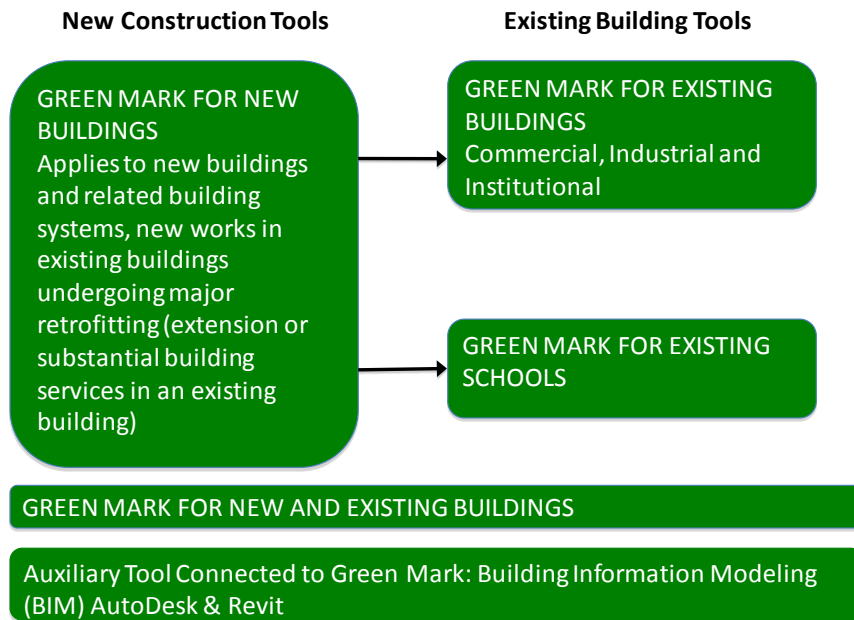 New Construction Tools
Existing Building Tools
GREEN MARK FOR NEW
BUILDINGS
Applies to new buildings
and related building
systems, new works in
existing buildings
undergoing major
retrofitting (extension or
substantial building
services in an existing
building)
GREEN MARK FOR EXISTING
BUILDINGS
Commercial, Industrial and
Institutional
GREEN MARK FOR EXISTING
SCHOOLS
GREEN MARK FOR NEW AND EXISTING BUILDINGS
Auxiliary Tool Connected to Green Mark: Building Information Modeling
(BIM) AutoDesk & Revit